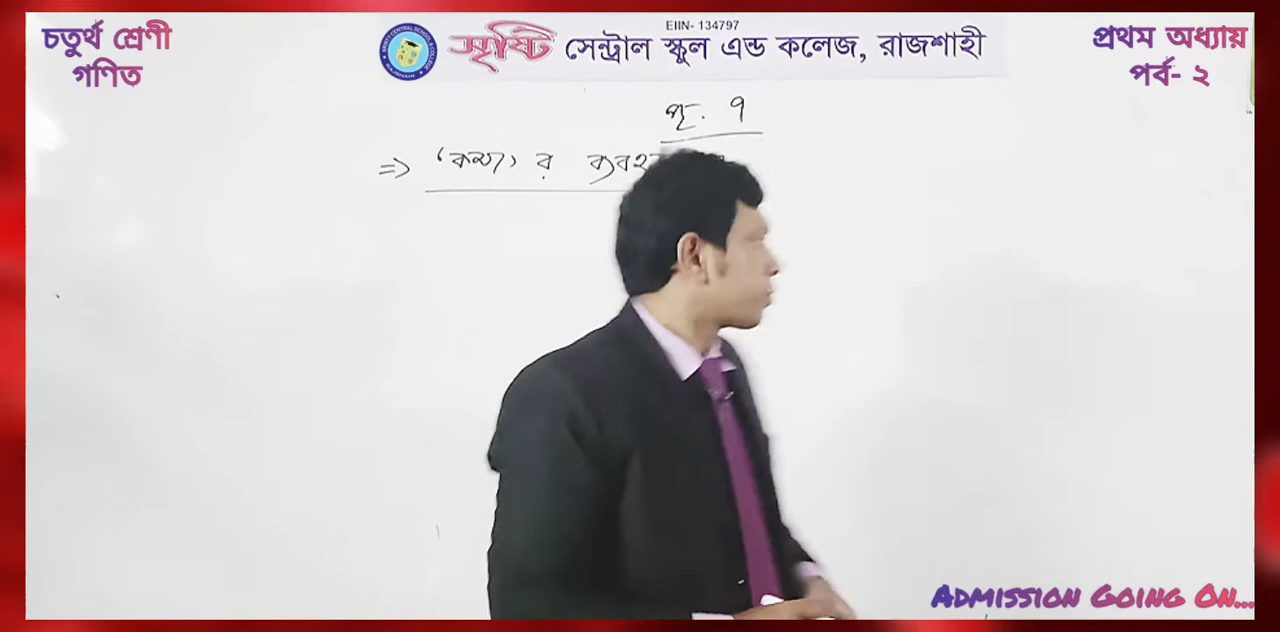 চতুর্থ শ্রেণী
গণিত
EIIN- 134797
সৃষ্টি সেন্ট্রাল স্কুল এন্ড কলেজ, রাজশাহী
প্রথম অধ্যায়
পর্ব- ২
পৃ. ৭
=> ‘কমা’ র
Admission Going On...